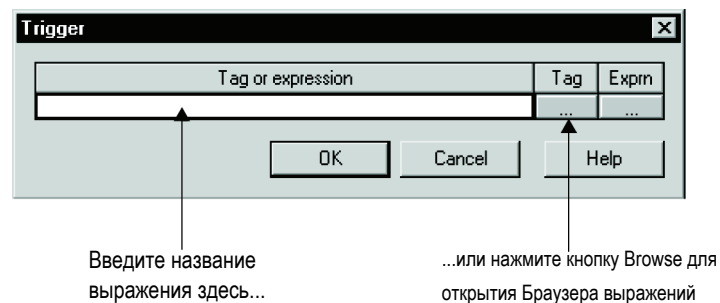 Trigger
Tag or expression Tag Exprn
... ...
OK Cancel Help
Введите название
выражения здесь...
...или нажмите кнопку Browse для
открытия Браузера выражений